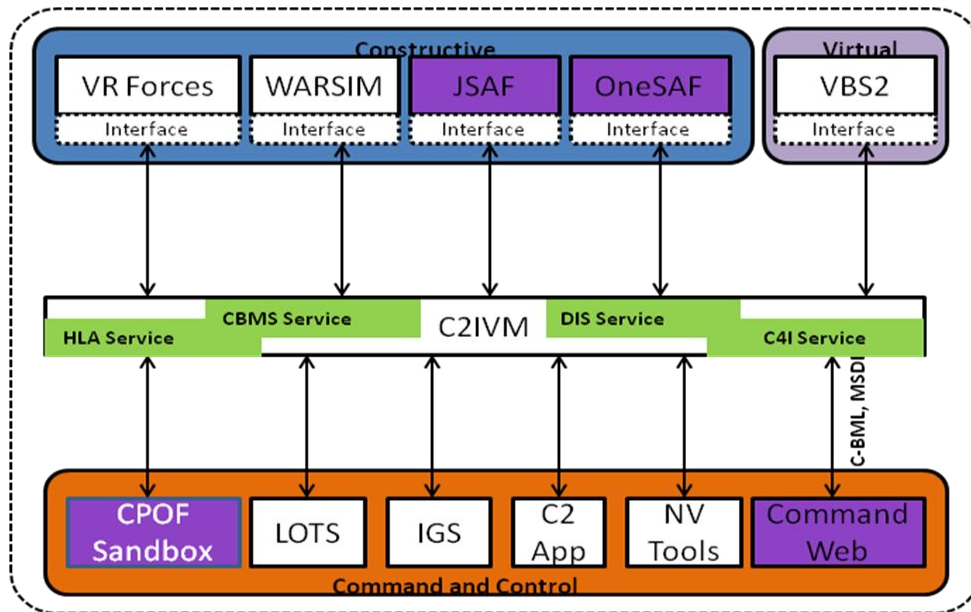 Constructive
Virtual
VR Forces
WARSIM
JSAF
OneSAF
VBS2
Interface
Interface
Interface
Interface
Interface
CBMS Service
C2IVM
DIS Service
HLA Service
C4I Service
C-BML, MSDL
CPOF
Sandbox
LOTS
IGS
C2
App
NV
Tools
Command
Web
Command and Control